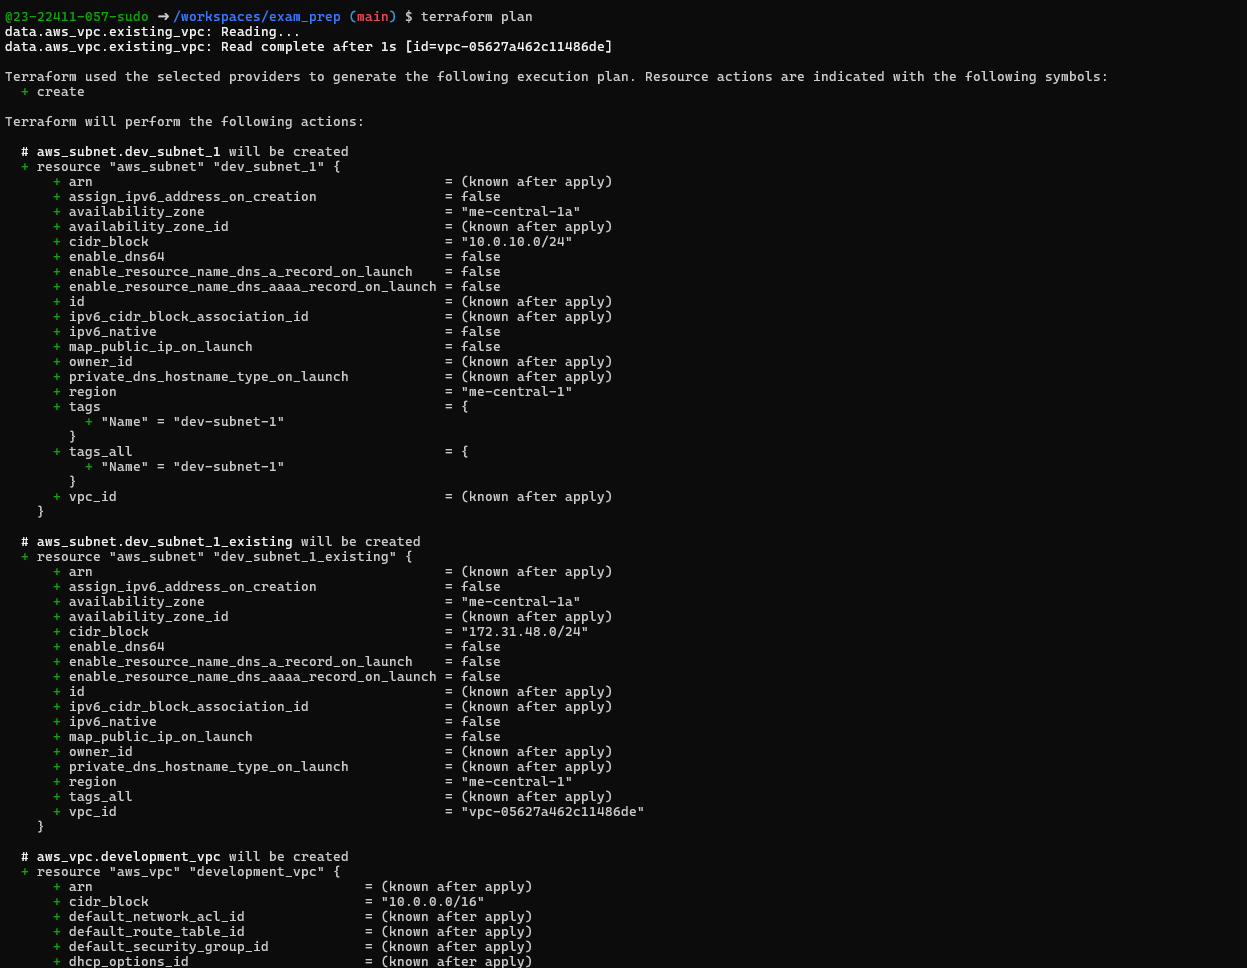 @23-22411-057-sudo ➜ /workspaces/exam_prep (main) $ terraform plan
data.aws_vpc.existing_vpc: Reading...
data.aws_vpc.existing_vpc: Read complete after 1s [id=vpc-05627a462c11486de]

Terraform used the selected providers to generate the following execution plan. Resource actions are indicated with the following symbols:
  + create

Terraform will perform the following actions:

  # aws_subnet.dev_subnet_1 will be created
  + resource "aws_subnet" "dev_subnet_1" {
      + arn                                            = (known after apply)
      + assign_ipv6_address_on_creation                = false
      + availability_zone                              = "me-central-1a"
      + availability_zone_id                           = (known after apply)
      + cidr_block                                     = "10.0.10.0/24"
      + enable_dns64                                   = false
      + enable_resource_name_dns_a_record_on_launch    = false
      + enable_resource_name_dns_aaaa_record_on_launch = false
      + id                                             = (known after apply)
      + ipv6_cidr_block_association_id                 = (known after apply)
      + ipv6_native                                    = false
      + map_public_ip_on_launch                        = false
      + owner_id                                       = (known after apply)
      + private_dns_hostname_type_on_launch            = (known after apply)
      + region                                         = "me-central-1"
      + tags                                           = {
          + "Name" = "dev-subnet-1"
        }
      + tags_all                                       = {
          + "Name" = "dev-subnet-1"
        }
      + vpc_id                                         = (known after apply)
    }

  # aws_subnet.dev_subnet_1_existing will be created
  + resource "aws_subnet" "dev_subnet_1_existing" {
      + arn                                            = (known after apply)
      + assign_ipv6_address_on_creation                = false
      + availability_zone                              = "me-central-1a"
      + availability_zone_id                           = (known after apply)
      + cidr_block                                     = "172.31.48.0/24"
      + enable_dns64                                   = false
      + enable_resource_name_dns_a_record_on_launch    = false
      + enable_resource_name_dns_aaaa_record_on_launch = false
      + id                                             = (known after apply)
      + ipv6_cidr_block_association_id                 = (known after apply)
      + ipv6_native                                    = false
      + map_public_ip_on_launch                        = false
      + owner_id                                       = (known after apply)
      + private_dns_hostname_type_on_launch            = (known after apply)
      + region                                         = "me-central-1"
      + tags_all                                       = (known after apply)
      + vpc_id                                         = "vpc-05627a462c11486de"
    }

  # aws_vpc.development_vpc will be created
  + resource "aws_vpc" "development_vpc" {
      + arn                                  = (known after apply)
      + cidr_block                           = "10.0.0.0/16"
      + default_network_acl_id               = (known after apply)
      + default_route_table_id               = (known after apply)
      + default_security_group_id            = (known after apply)
      + dhcp_options_id                      = (known after apply)